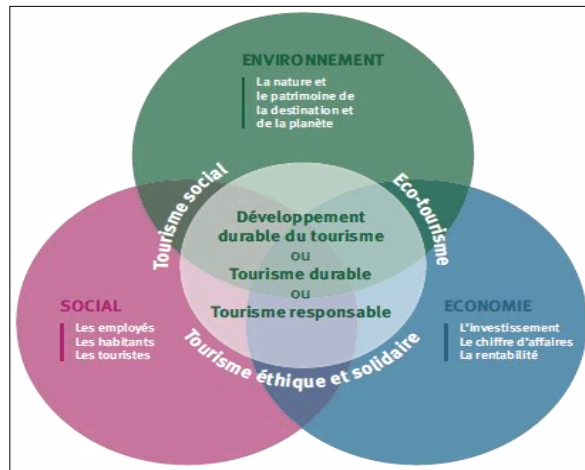 ENVIRONNEMENT
La nature et
le patrimoine de
la destination et
de la planète
Tourisme social
Eco-tourisme
Développement
durable du tourisme
ou
Tourisme durable
ou
Tourisme responsable
SOCIAL
Les employés
Les habitants
Les touristes
ECONOMIE
L'investissement
Le chiffre d'affaires
La rentabilité
Tourisme éthique et solidaire